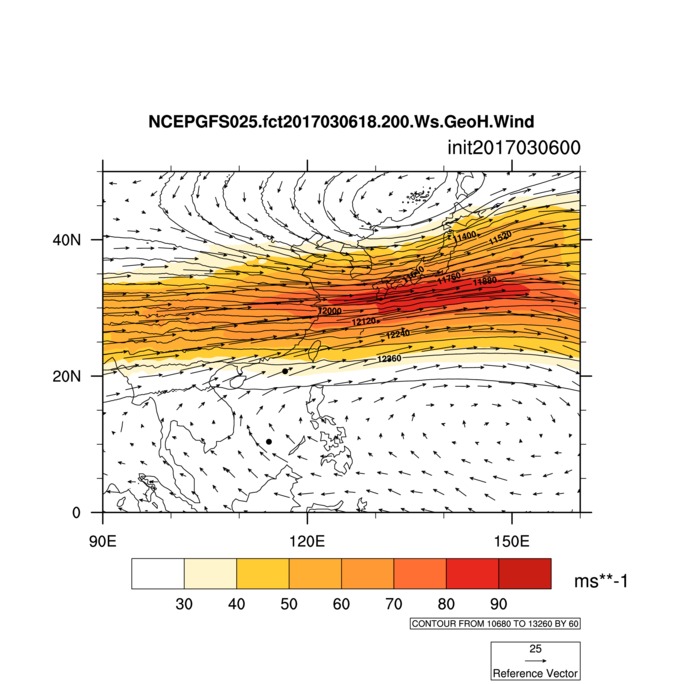 NCEPGFS025.fct2017030618.200.Ws.GeoH.Wind
init2017030600
40N
20N
0
90E 120E 150E
11400
11520
11640
11760
11880
12000
12120
12240
12360
30 40 50 60 70 80 90
ms**-1
CONTOUR FROM 10680 TO 13260 BY 60
25
Reference Vector